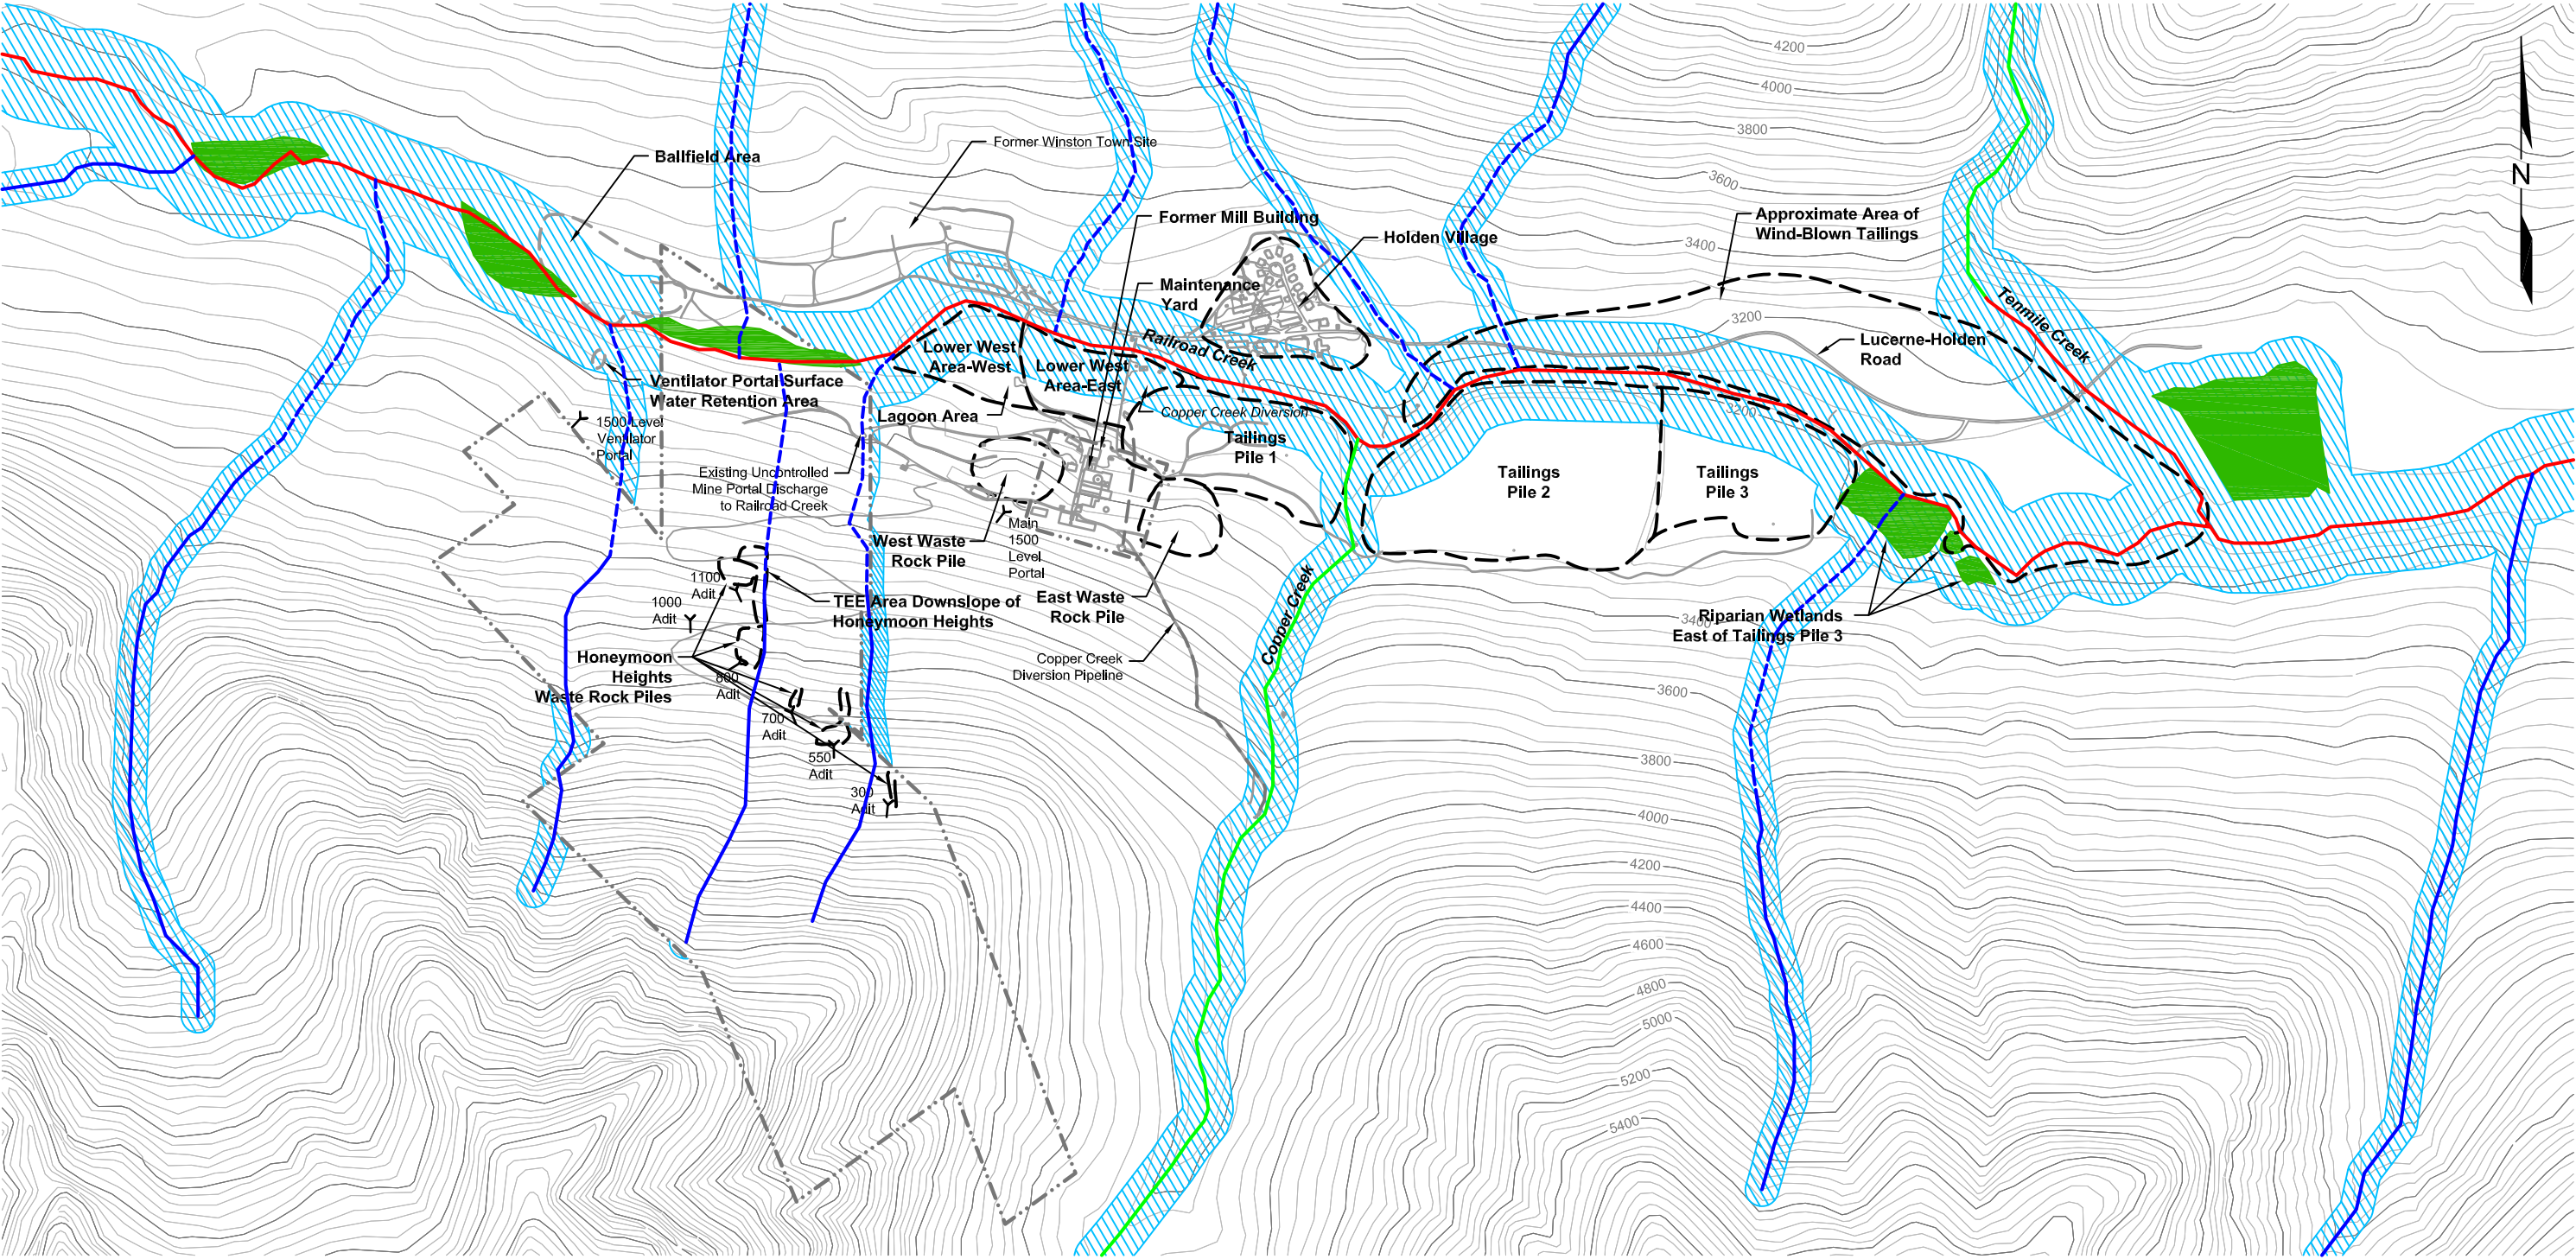 4200
4000
3800
3600
3400
3200
N
Ballfield Area
Former Winston Town Site
Former Mill Building
Holden Village
Approximate Area of
Wind-Blown Tailings
Maintenance
Yard
Railroad Creek
Tenmile Creek
Lucerne-Holden
Road
Lower West
Area-West
Lower West
Area-East
Ventilator Portal Surface
Water Retention Area
Lagoon Area
Copper Creek Diversion
3200
1500 Level
Ventilator
Portal
Tailings
Pile 1
Tailings
Pile 2
Tailings
Pile 3
Existing Uncontrolled
Mine Portal Discharge
to Railroad Creek
West Waste
Rock Pile
Main
1500
Level
Portal
1100
Adit
1000
Adit
TEE Area Downslope of
Honeymoon Heights
East Waste
Rock Pile
Copper Creek
3400
Riparian Wetlands
East of Tailings Pile 3
Honeymoon
Heights
Waste Rock Piles
800
Adit
Copper Creek
Diversion Pipeline
700
Adit
550
Adit
300
Adit
3600
3800
4000
4200
4400
4600
4800
5000
5200
5400